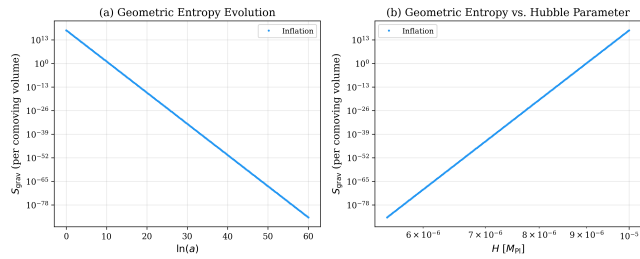 (a) Geometric Entropy Evolution
Inflation
10^13
10^0
10^-13
10^-26
10^-39
10^-52
10^-65
10^-78
S_grav (per comoving volume)
0 10 20 30 40 50 60
ln(a)
(b) Geometric Entropy vs. Hubble Parameter
Inflation
10^13
10^0
10^-13
10^-26
10^-39
10^-52
10^-65
10^-78
S_grav (per comoving volume)
6×10^-6 7×10^-6 8×10^-6 9×10^-6 10^-5
H [M_Pl]